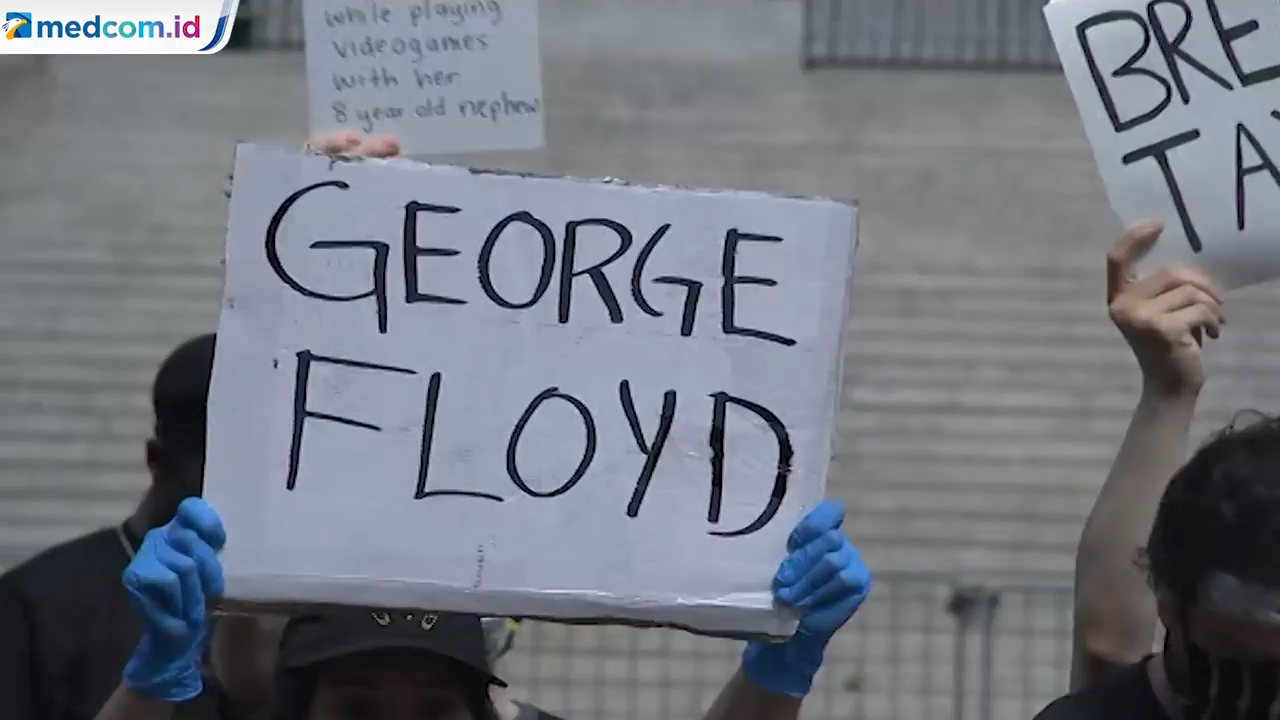 medcom.id
while playing
videogames
with her
8 year old nephew
GEORGE
FLOYD
BRE
TA